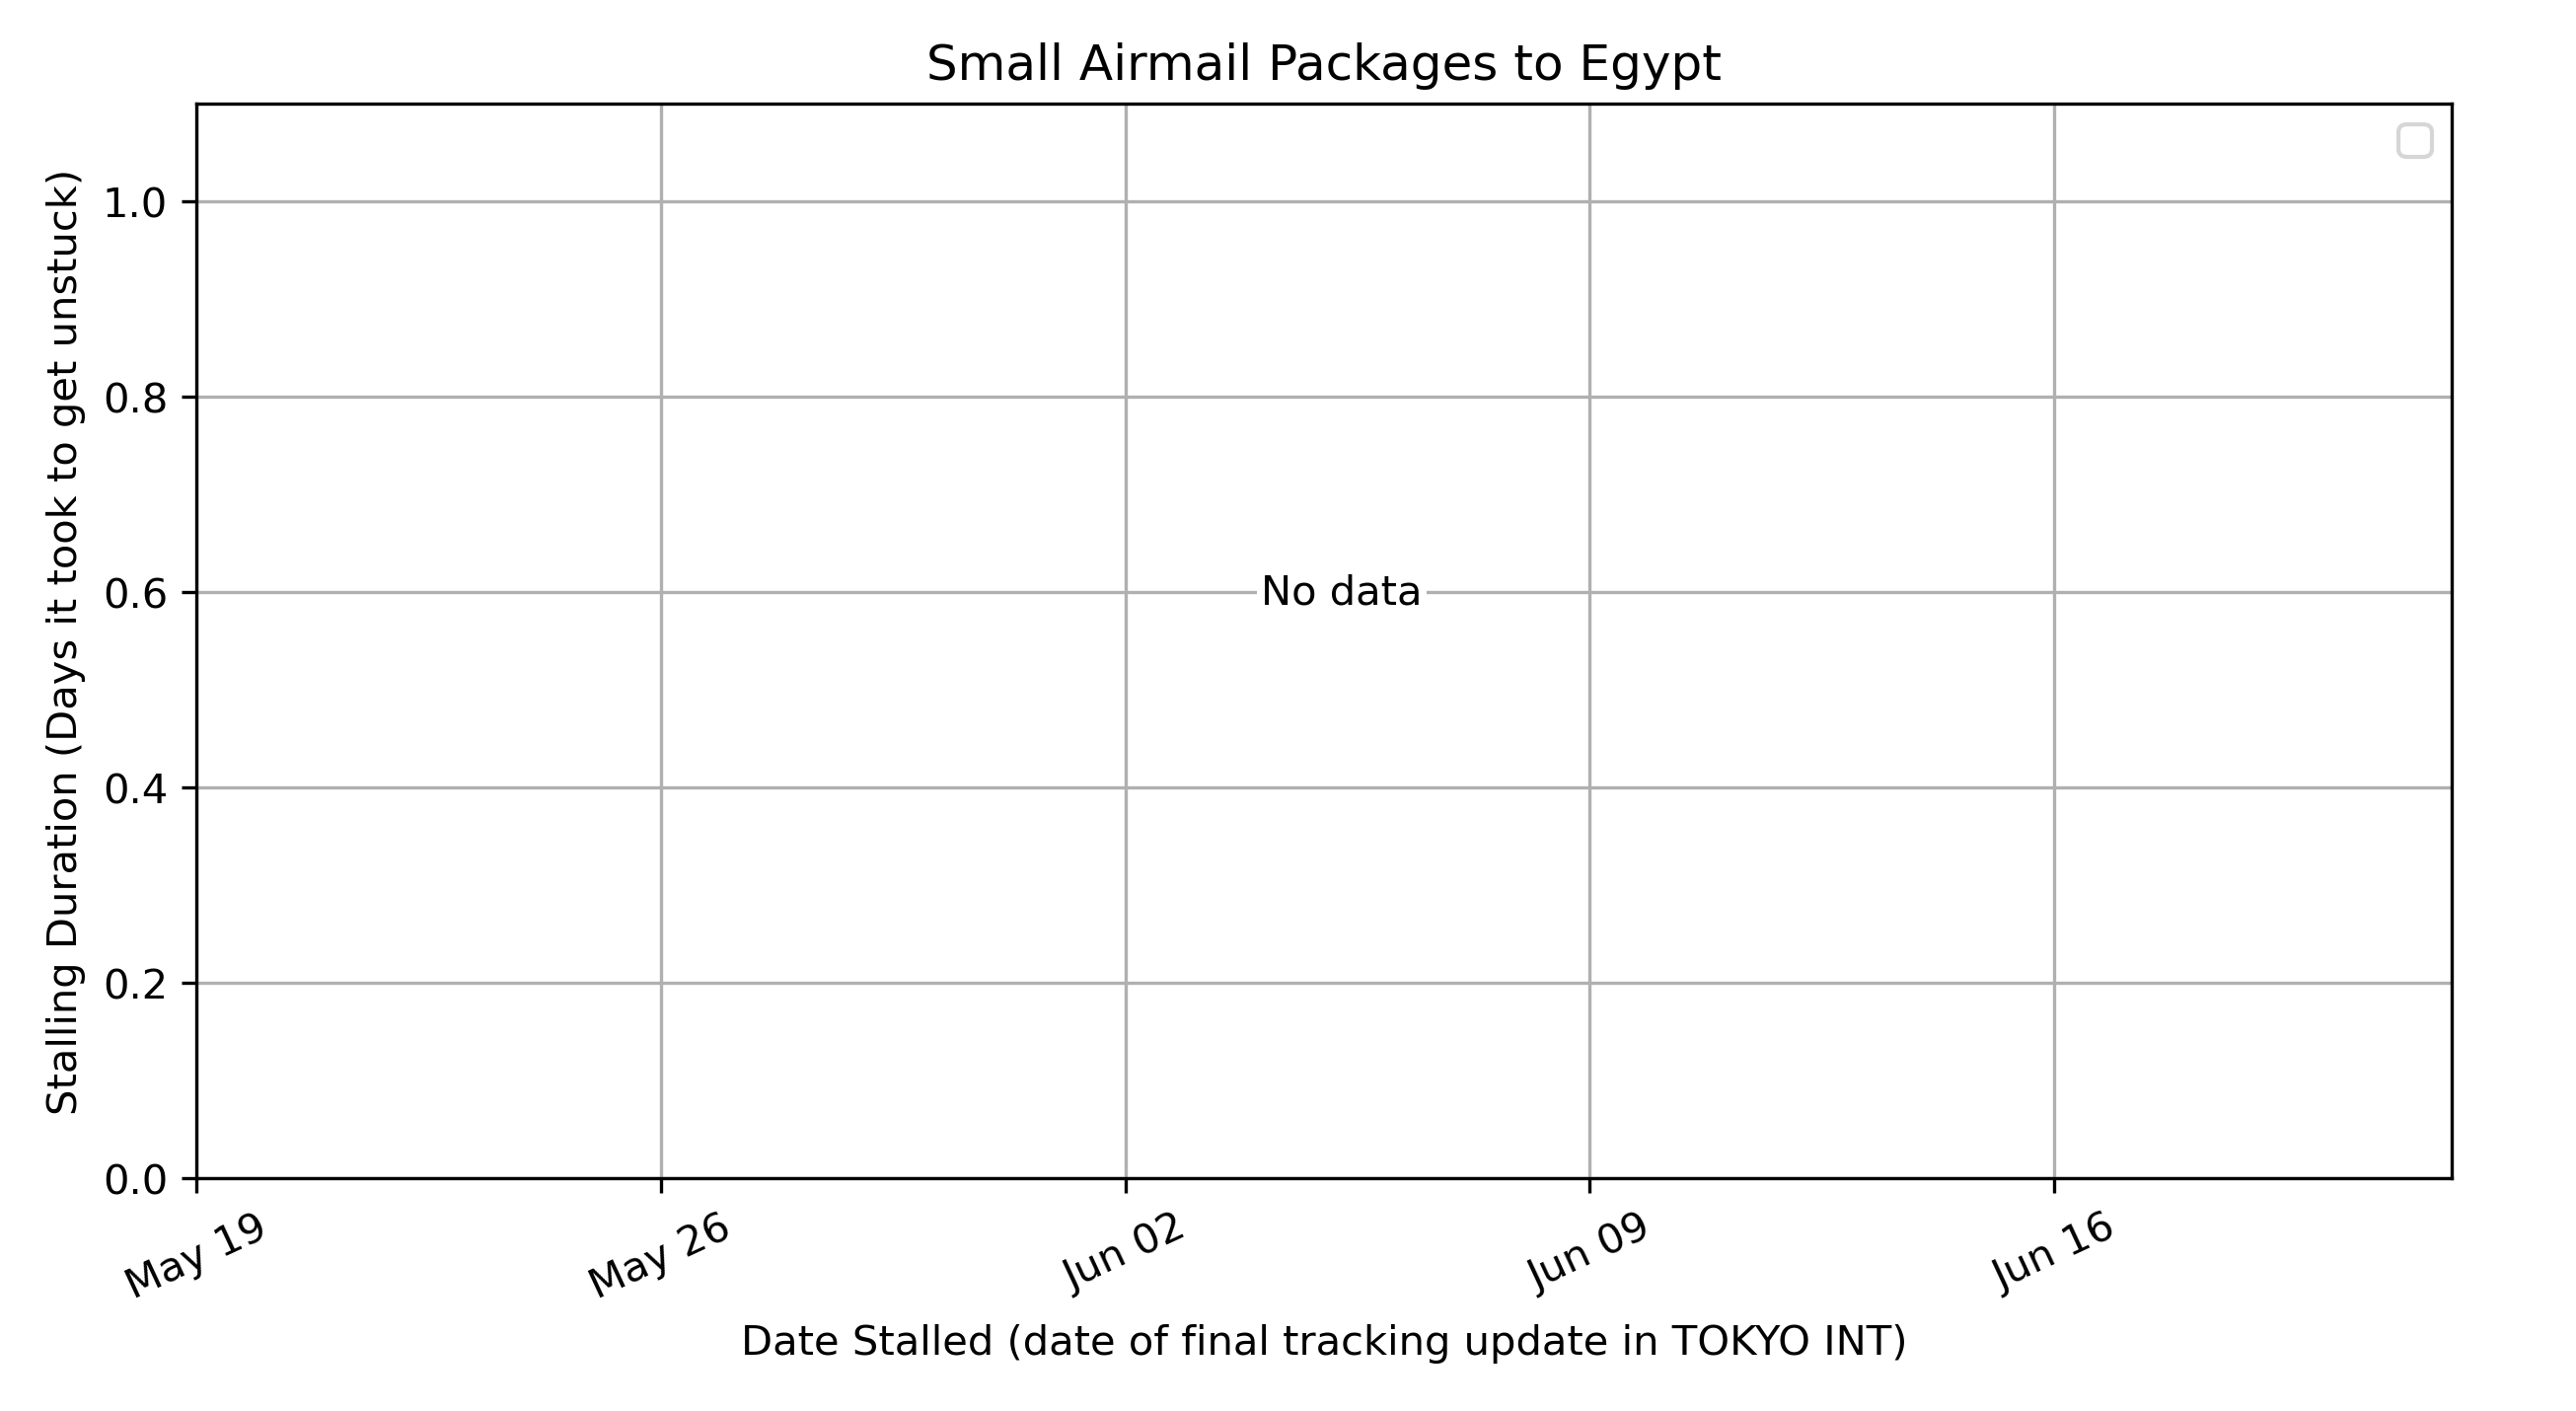 Small Airmail Packages to Egypt
Stalling Duration (Days it took to get unstuck)
1.0
0.8
0.6
0.4
0.2
0.0
No data
May 19
May 26
Jun 02
Jun 09
Jun 16
Date Stalled (date of final tracking update in TOKYO INT)